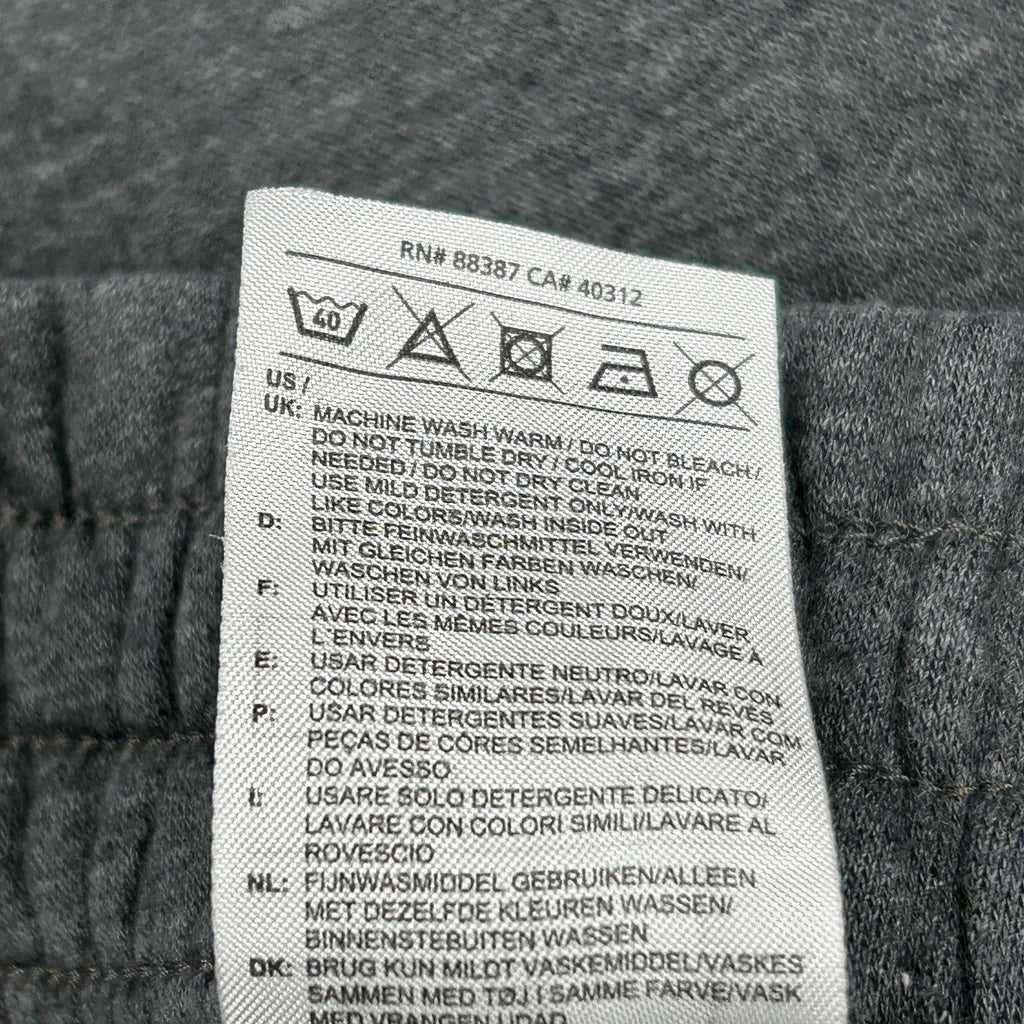 RN# 88387 CA# 40312
40
US /
UK: MACHINE WASH WARM / DO NOT BLEACH /
DO NOT TUMBLE DRY / COOL IRON IF
NEEDED / DO NOT DRY CLEAN
USE MILD DETERGENT ONLY/WASH WITH
LIKE COLORS/WASH INSIDE OUT
D: BITTE FEINWASCHMITTEL VERWENDEN/
MIT GLEICHEN FARBEN WASCHEN/
WASCHEN VON LINKS
F: UTILISER UN DÉTERGENT DOUX/LAVER
AVEC LES MÊMES COULEURS/LAVAGE À
L'ENVERS
E: USAR DETERGENTE NEUTRO/LAVAR CON
COLORES SIMILARES/LAVAR DEL REVÉS
P: USAR DETERGENTES SUAVES/LAVAR COM
PEÇAS DE CÔRES SEMELHANTES/LAVAR
DO AVESSO
I: USARE SOLO DETERGENTE DELICATO/
LAVARE CON COLORI SIMILI/LAVARE AL
ROVESCIO
NL: FIJNWASMIDDEL GEBRUIKEN/ALLEEN
MET DEZELFDE KLEUREN WASSEN/
BINNENSTEBUITEN WASSEN
DK: BRUG KUN MILDT VASKEMIDDEL/VASKES
SAMMEN MED TØJ I SAMME FARVE/VASK
MED VRANGEN UDAD